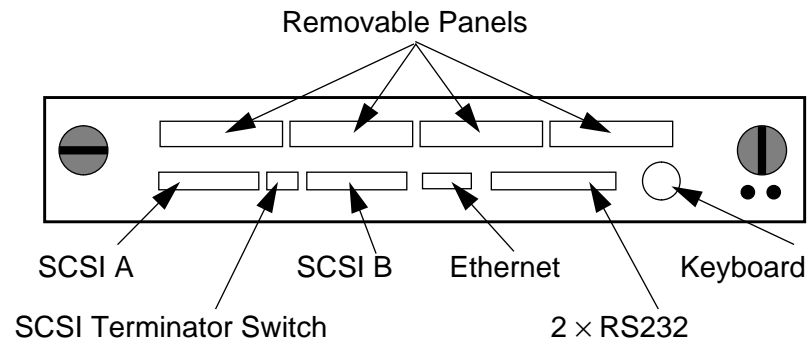 Removable Panels
SCSI A
SCSI B
Ethernet
Keyboard
SCSI Terminator Switch
2 × RS232